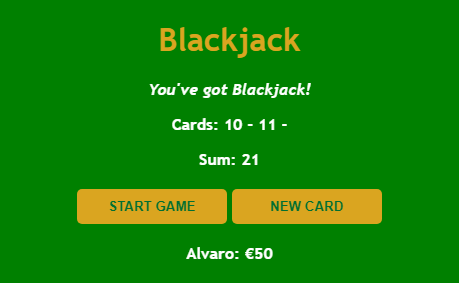 Blackjack
You've got Blackjack!
Cards: 10 - 11 -
Sum: 21
START GAME NEW CARD
Alvaro: €50